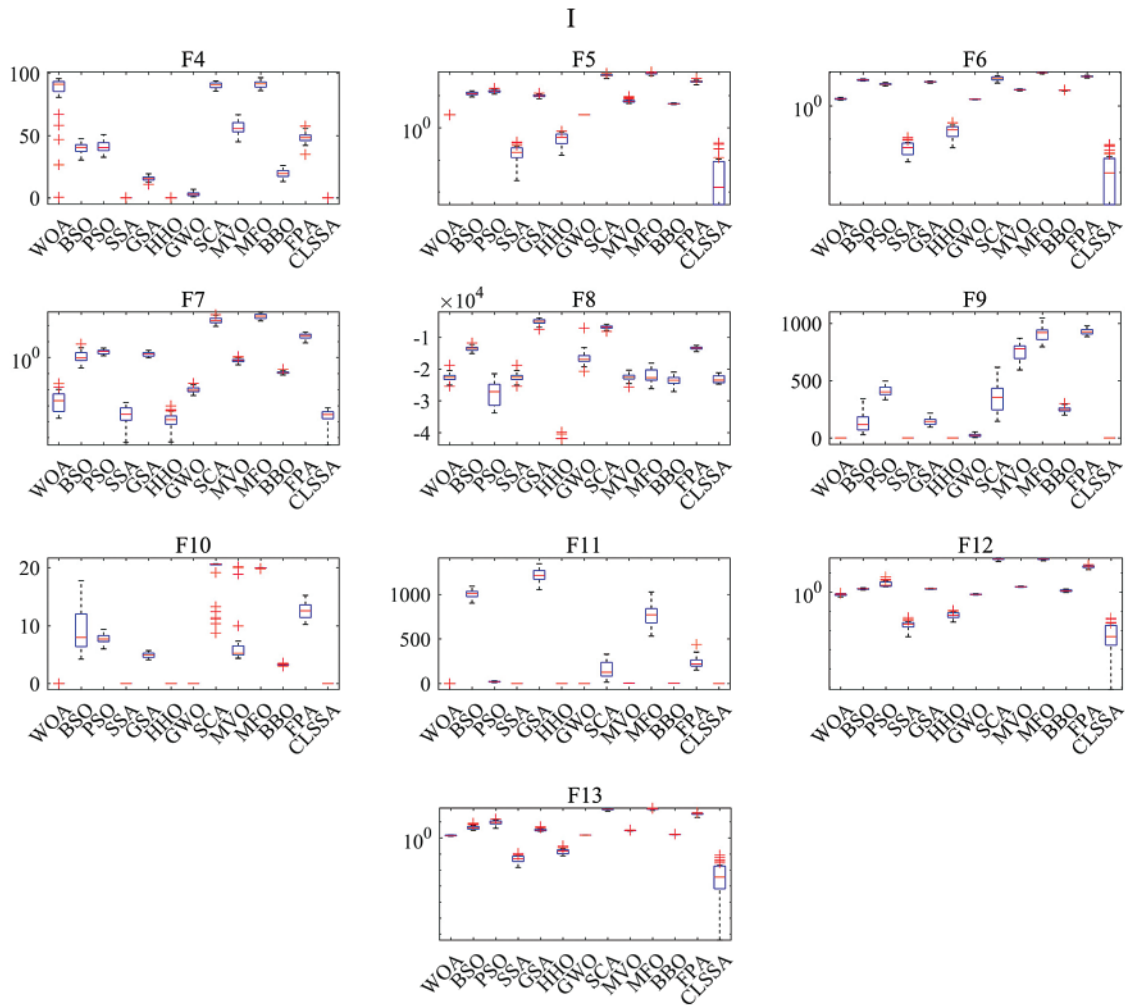 I
F4
100
50
0
WOA
BSO
PSO
SSA
GSA
HHO
GWO
SCA
MVO
MFO
BBO
FPA
CLSSA
F5
10^0
WOA
BSO
PSO
SSA
GSA
HHO
GWO
SCA
MVO
MFO
BBO
FPA
CLSSA
F6
10^0
WOA
BSO
PSO
SSA
GSA
HHO
GWO
SCA
MVO
MFO
BBO
FPA
CLSSA
F7
10^0
WOA
BSO
PSO
SSA
GSA
HHO
GWO
SCA
MVO
MFO
BBO
FPA
CLSSA
F8
×10^4
-1
-2
-3
-4
WOA
BSO
PSO
SSA
GSA
HHO
GWO
SCA
MVO
MFO
BBO
FPA
CLSSA
F9
1000
500
0
WOA
BSO
PSO
SSA
GSA
HHO
GWO
SCA
MVO
MFO
BBO
FPA
CLSSA
F10
20
15
10
5
0
WOA
BSO
PSO
SSA
GSA
HHO
GWO
SCA
MVO
MFO
BBO
FPA
CLSSA
F11
1000
500
0
WOA
BSO
PSO
SSA
GSA
HHO
GWO
SCA
MVO
MFO
BBO
FPA
CLSSA
F12
10^0
WOA
BSO
PSO
SSA
GSA
HHO
GWO
SCA
MVO
MFO
BBO
FPA
CLSSA
F13
10^0
WOA
BSO
PSO
SSA
GSA
HHO
GWO
SCA
MVO
MFO
BBO
FPA
CLSSA